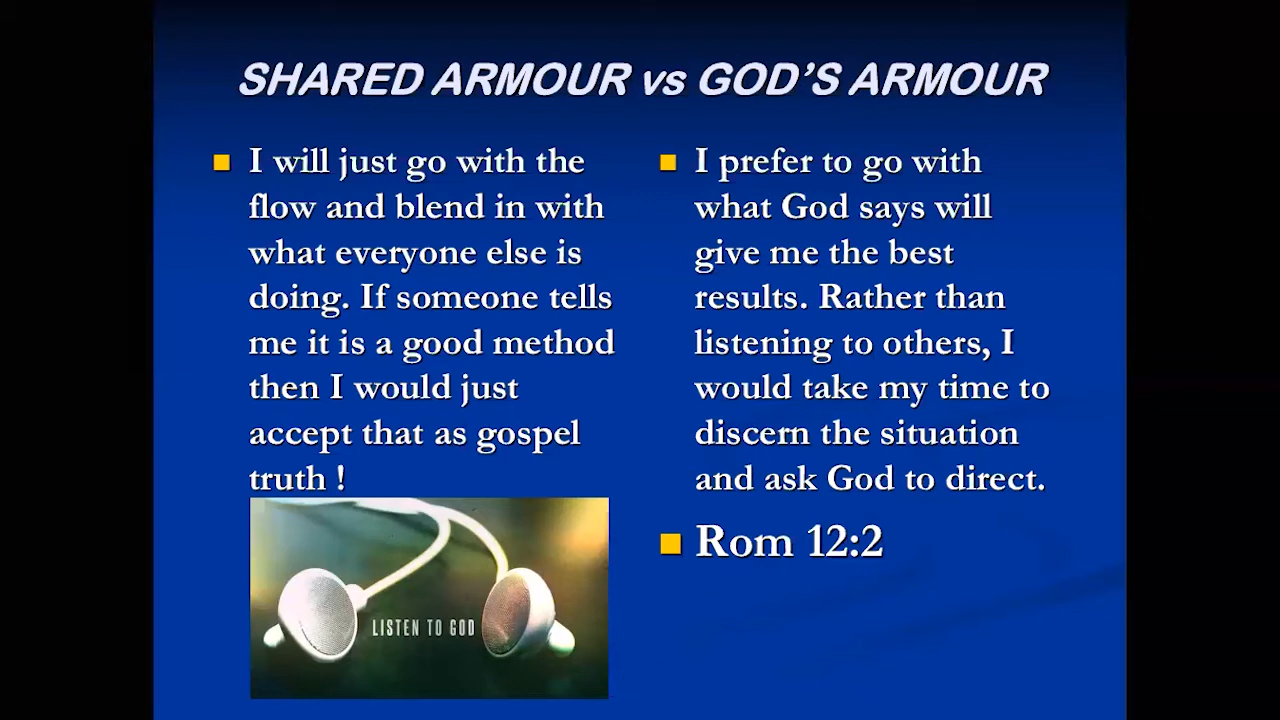 SHARED ARMOUR vs GOD'S ARMOUR
I will just go with the
flow and blend in with
what everyone else is
doing. If someone tells
me it is a good method
then I would just
accept that as gospel
truth !
LISTEN TO GOD
I prefer to go with
what God says will
give me the best
results. Rather than
listening to others, I
would take my time to
discern the situation
and ask God to direct.
Rom 12:2